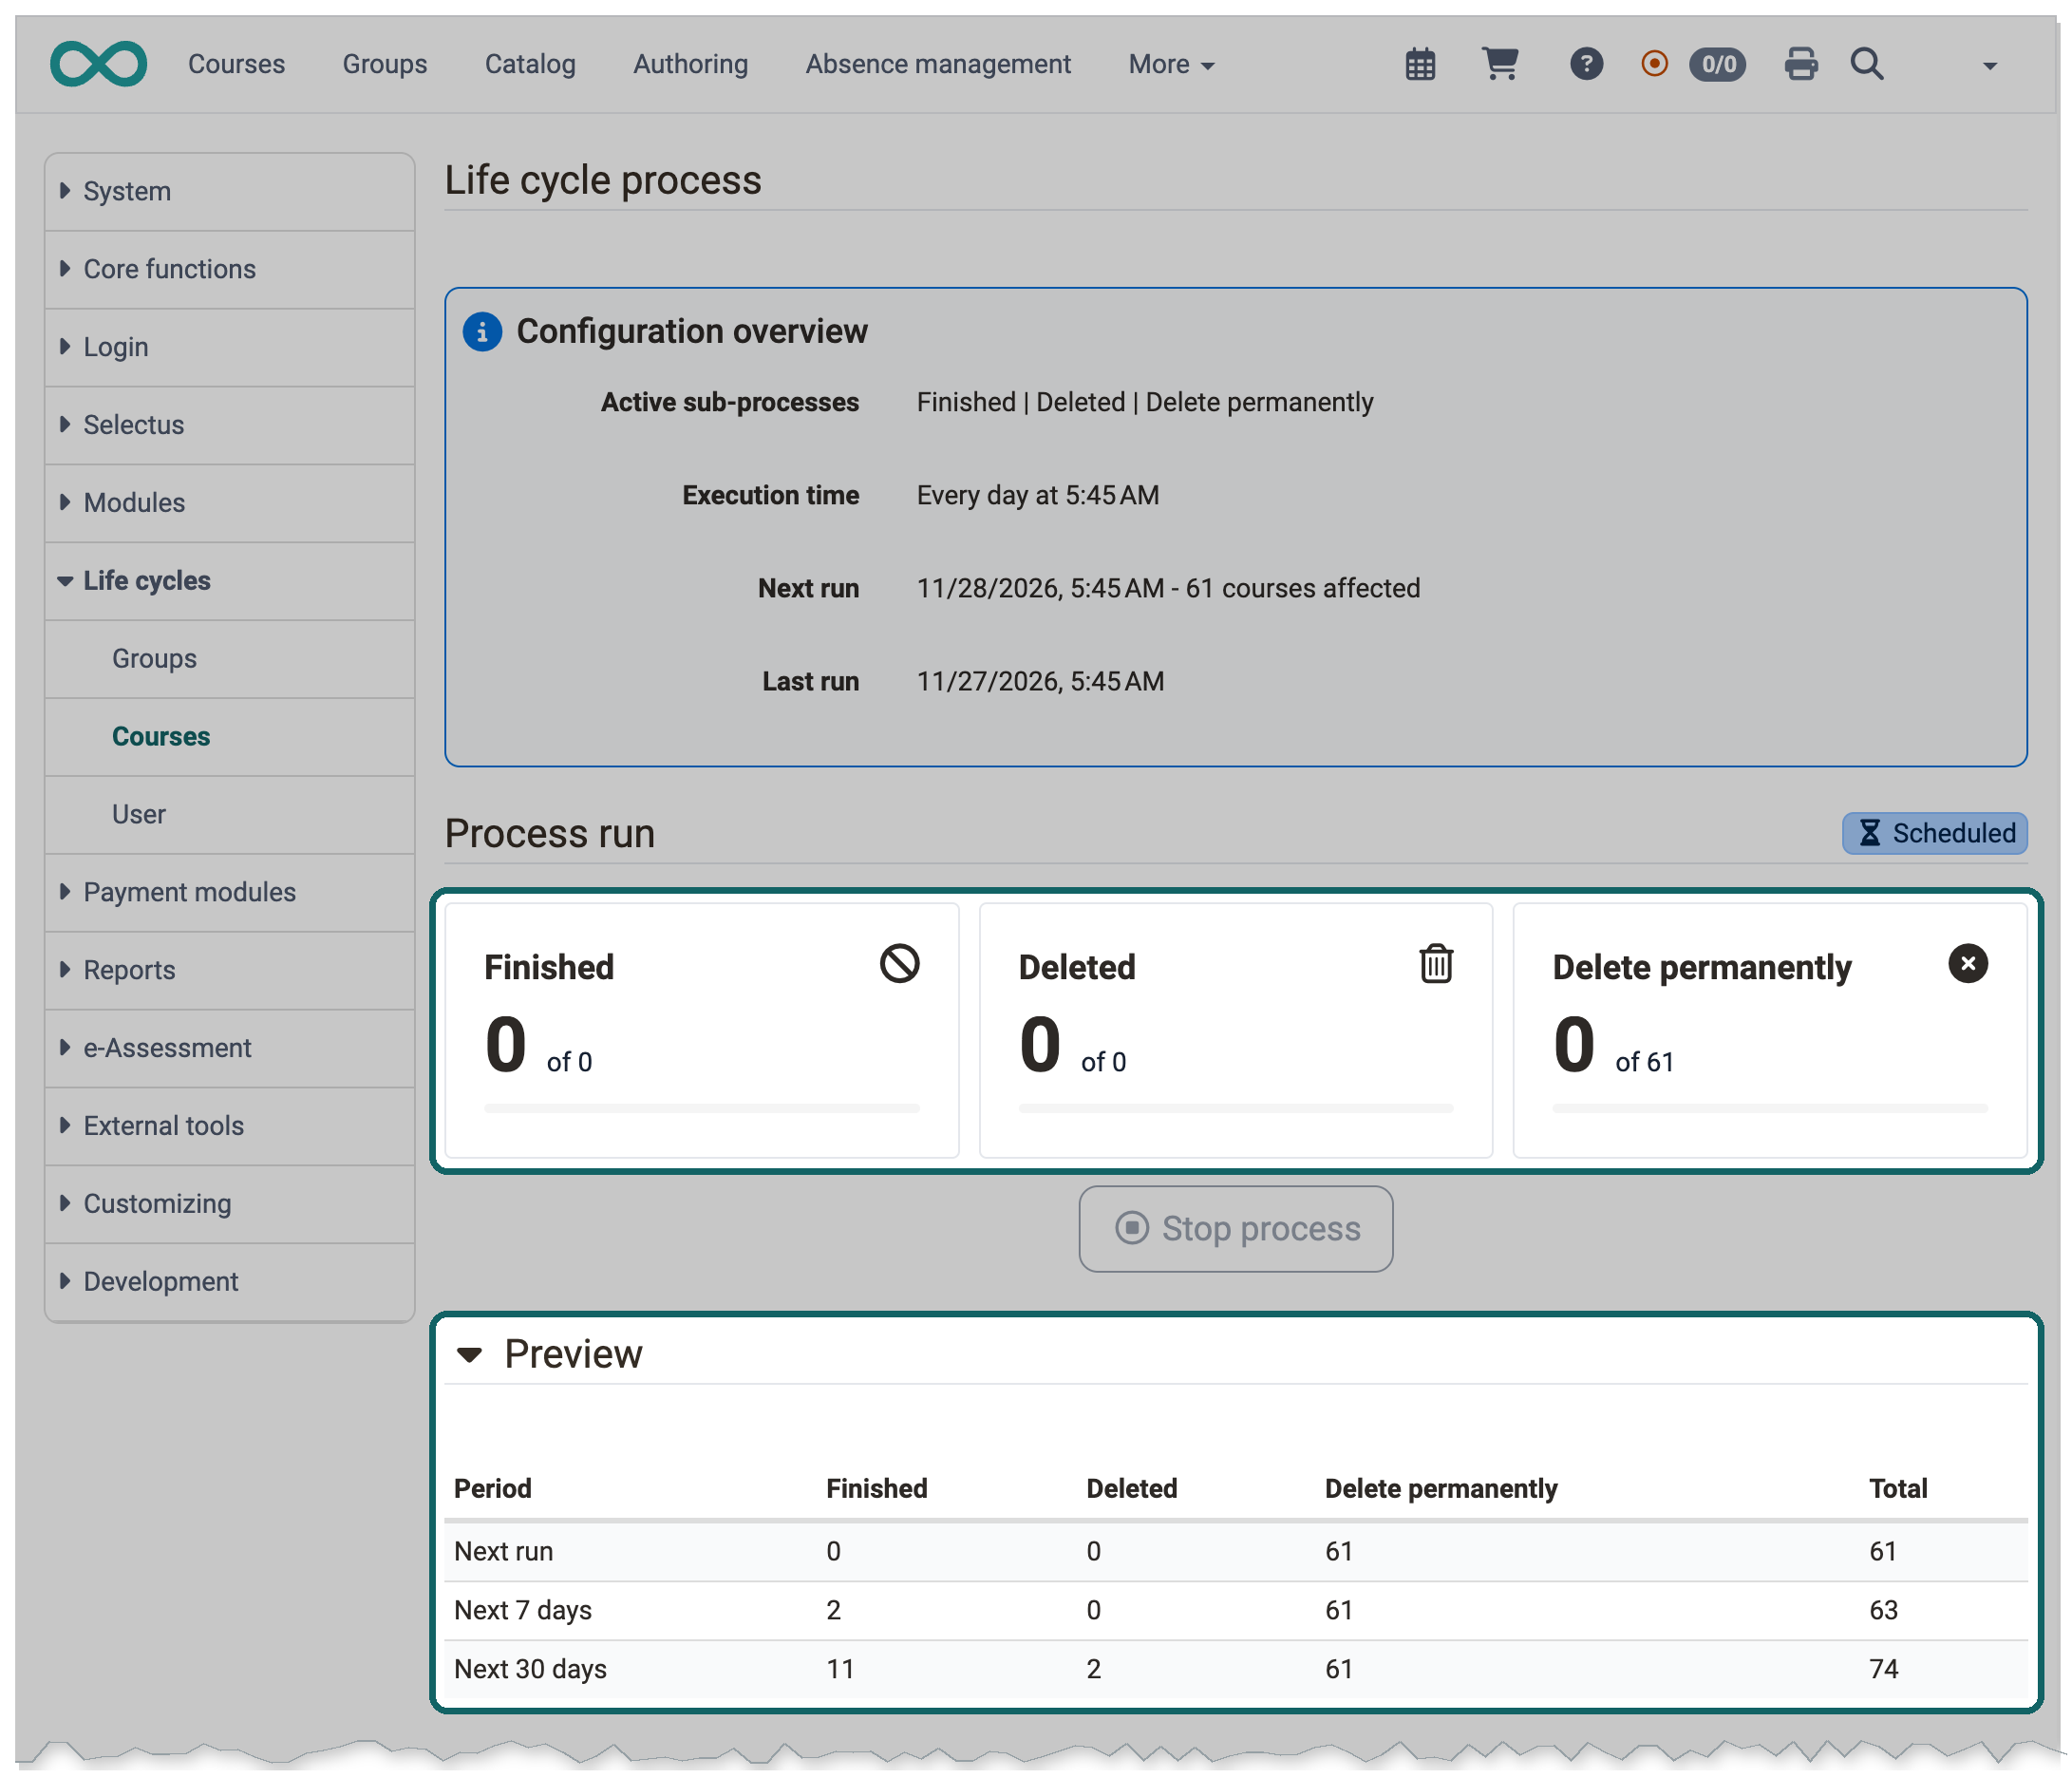 Courses Groups Catalog Authoring Absence management More 0/0
System
Core functions
Login
Selectus
Modules
Life cycles
Groups
Courses
User
Payment modules
Reports
e-Assessment
External tools
Customizing
Development
Life cycle process
Configuration overview
Active sub-processes Finished | Deleted | Delete permanently
Execution time Every day at 5:45 AM
Next run 11/28/2026, 5:45 AM - 61 courses affected
Last run 11/27/2026, 5:45 AM
Process run Scheduled
Finished Deleted Delete permanently
0 of 0 0 of 0 0 of 61
Stop process
Preview
Period Finished Deleted Delete permanently Total
Next run 0 0 61 61
Next 7 days 2 0 61 63
Next 30 days 11 2 61 74